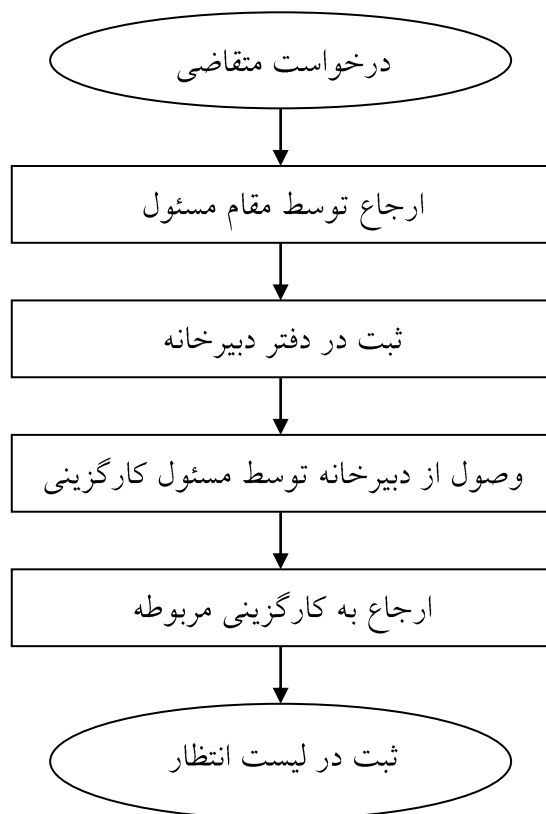 درخواست متقاضی
ارجاع توسط مقام مسئول
ثبت در دفتر دبیرخانه
وصول از دبیرخانه توسط مسئول کارگزینی
ارجاع به کارگزینی مربوطه
ثبت در لیست انتظار